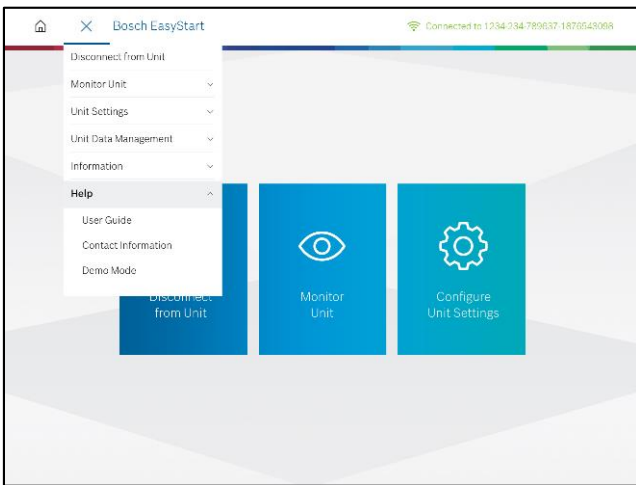 Bosch EasyStart
Connected to 1234-234-789637-1876543098
Disconnect from Unit
Monitor Unit
Unit Settings
Unit Data Management
Information
Help
User Guide
Contact Information
Demo Mode
Disconnect
from Unit
Monitor
Unit
Configure
Unit Settings